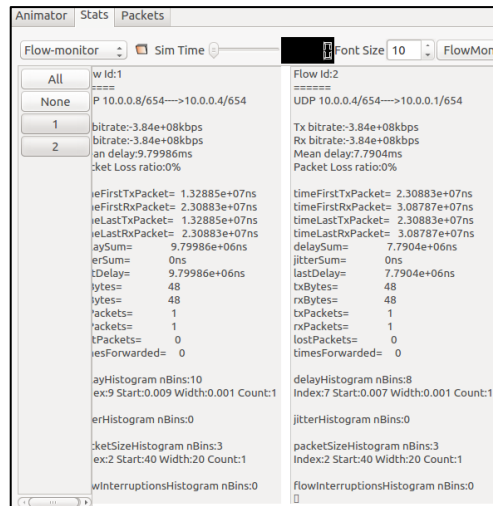 Animator Stats Packets
Flow-monitor Sim Time 0 Font Size 10 FlowMon
All
None
1
2
w Id:1
====
P 10.0.0.8/654---->10.0.0.4/654
bitrate:-3.84e+08kbps
bitrate:-3.84e+08kbps
an delay:9.79986ms
cket Loss ratio:0%
neFirstTxPacket= 1.32885e+07ns
neFirstRxPacket= 2.30883e+07ns
neLastTxPacket= 1.32885e+07ns
neLastRxPacket= 2.30883e+07ns
aySum= 9.79986e+06ns
erSum= 0ns
tDelay= 9.79986e+06ns
ytes= 48
ytes= 48
Packets= 1
Packets= 1
tPackets= 0
nesForwarded= 0
ayHistogram nBins:10
ex:9 Start:0.009 Width:0.001 Count:1
erHistogram nBins:0
ketSizeHistogram nBins:3
ex:2 Start:40 Width:20 Count:1
wInterruptionsHistogram nBins:0
Flow Id:2
======
UDP 10.0.0.4/654---->10.0.0.1/654
Tx bitrate:-3.84e+08kbps
Rx bitrate:-3.84e+08kbps
Mean delay:7.7904ms
Packet Loss ratio:0%
timeFirstTxPacket= 2.30883e+07ns
timeFirstRxPacket= 3.08787e+07ns
timeLastTxPacket= 2.30883e+07ns
timeLastRxPacket= 3.08787e+07ns
delaySum= 7.7904e+06ns
jitterSum= 0ns
lastDelay= 7.7904e+06ns
txBytes= 48
rxBytes= 48
txPackets= 1
rxPackets= 1
lostPackets= 0
timesForwarded= 0
delayHistogram nBins:8
Index:7 Start:0.007 Width:0.001 Count:1
jitterHistogram nBins:0
packetSizeHistogram nBins:3
Index:2 Start:40 Width:20 Count:1
flowInterruptionsHistogram nBins:0